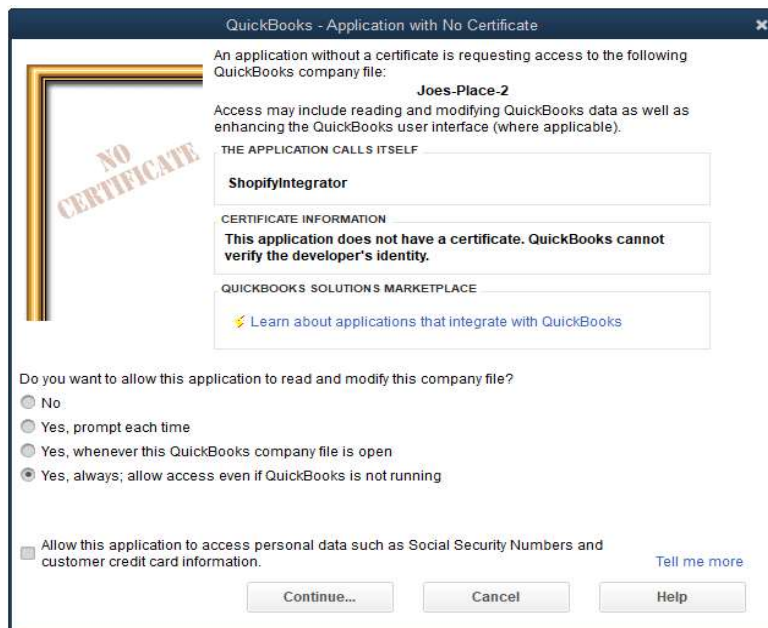 QuickBooks - Application with No Certificate
An application without a certificate is requesting access to the following
QuickBooks company file:
Joes-Place-2
Access may include reading and modifying QuickBooks data as well as
enhancing the QuickBooks user interface (where applicable).
NO
CERTIFICATE
THE APPLICATION CALLS ITSELF
ShopifyIntegrator
CERTIFICATE INFORMATION
This application does not have a certificate. QuickBooks cannot
verify the developer's identity.
QUICKBOOKS SOLUTIONS MARKETPLACE
Learn about applications that integrate with QuickBooks
Do you want to allow this application to read and modify this company file?
No
Yes, prompt each time
Yes, whenever this QuickBooks company file is open
Yes, always; allow access even if QuickBooks is not running
Allow this application to access personal data such as Social Security Numbers and
customer credit card information.
Tell me more
Continue...
Cancel
Help